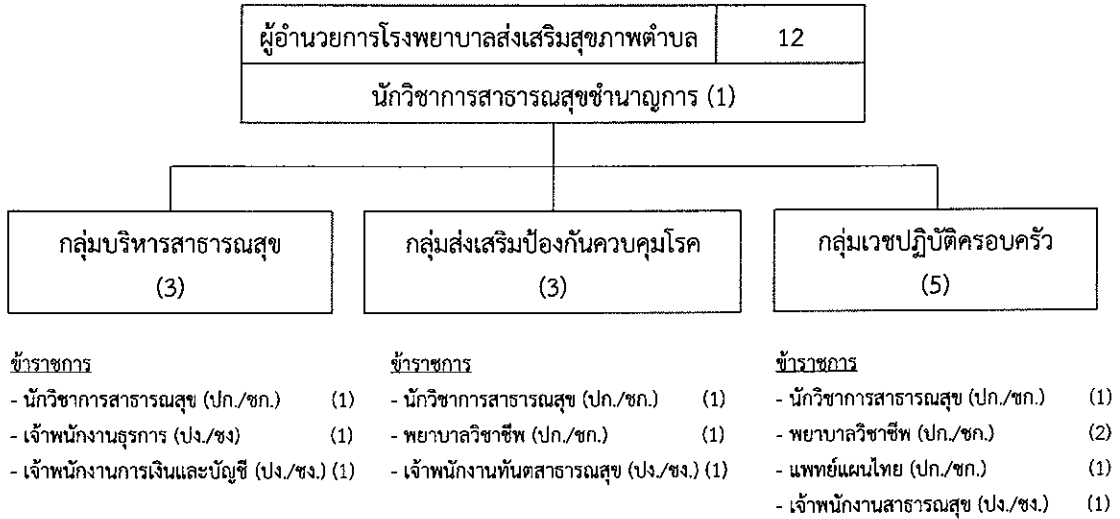 ผู้อำนวยการโรงพยาบาลส่งเสริมสุขภาพตำบล 12
นักวิชาการสาธารณสุขชำนาญการ (1)
กลุ่มบริหารสาธารณสุข
(3)
กลุ่มส่งเสริมป้องกันควบคุมโรค
(3)
กลุ่มเวชปฏิบัติครอบครัว
(5)
ข้าราชการ
- นักวิชาการสาธารณสุข (ปก./ชก.) (1)
- เจ้าพนักงานธุรการ (ปง./ชง) (1)
- เจ้าพนักงานการเงินและบัญชี (ปง./ชง.) (1)
ข้าราชการ
- นักวิชาการสาธารณสุข (ปก./ชก.) (1)
- พยาบาลวิชาชีพ (ปก./ชก.) (1)
- เจ้าพนักงานทันตสาธารณสุข (ปง./ชง.) (1)
ข้าราชการ
- นักวิชาการสาธารณสุข (ปก./ชก.) (1)
- พยาบาลวิชาชีพ (ปก./ชก.) (2)
- แพทย์แผนไทย (ปก./ชก.) (1)
- เจ้าพนักงานสาธารณสุข (ปง./ชง.) (1)